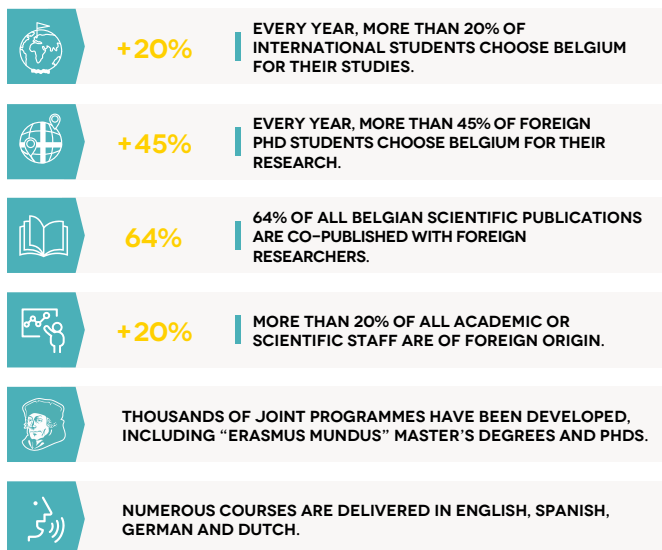 +20%
EVERY YEAR, MORE THAN 20% OF
INTERNATIONAL STUDENTS CHOOSE BELGIUM
FOR THEIR STUDIES.
+45%
EVERY YEAR, MORE THAN 45% OF FOREIGN
PHD STUDENTS CHOOSE BELGIUM FOR THEIR
RESEARCH.
64%
64% OF ALL BELGIAN SCIENTIFIC PUBLICATIONS
ARE CO-PUBLISHED WITH FOREIGN
RESEARCHERS.
+20%
MORE THAN 20% OF ALL ACADEMIC OR
SCIENTIFIC STAFF ARE OF FOREIGN ORIGIN.
THOUSANDS OF JOINT PROGRAMMES HAVE BEEN DEVELOPED,
INCLUDING “ERASMUS MUNDUS” MASTER’S DEGREES AND PHDS.
NUMEROUS COURSES ARE DELIVERED IN ENGLISH, SPANISH,
GERMAN AND DUTCH.